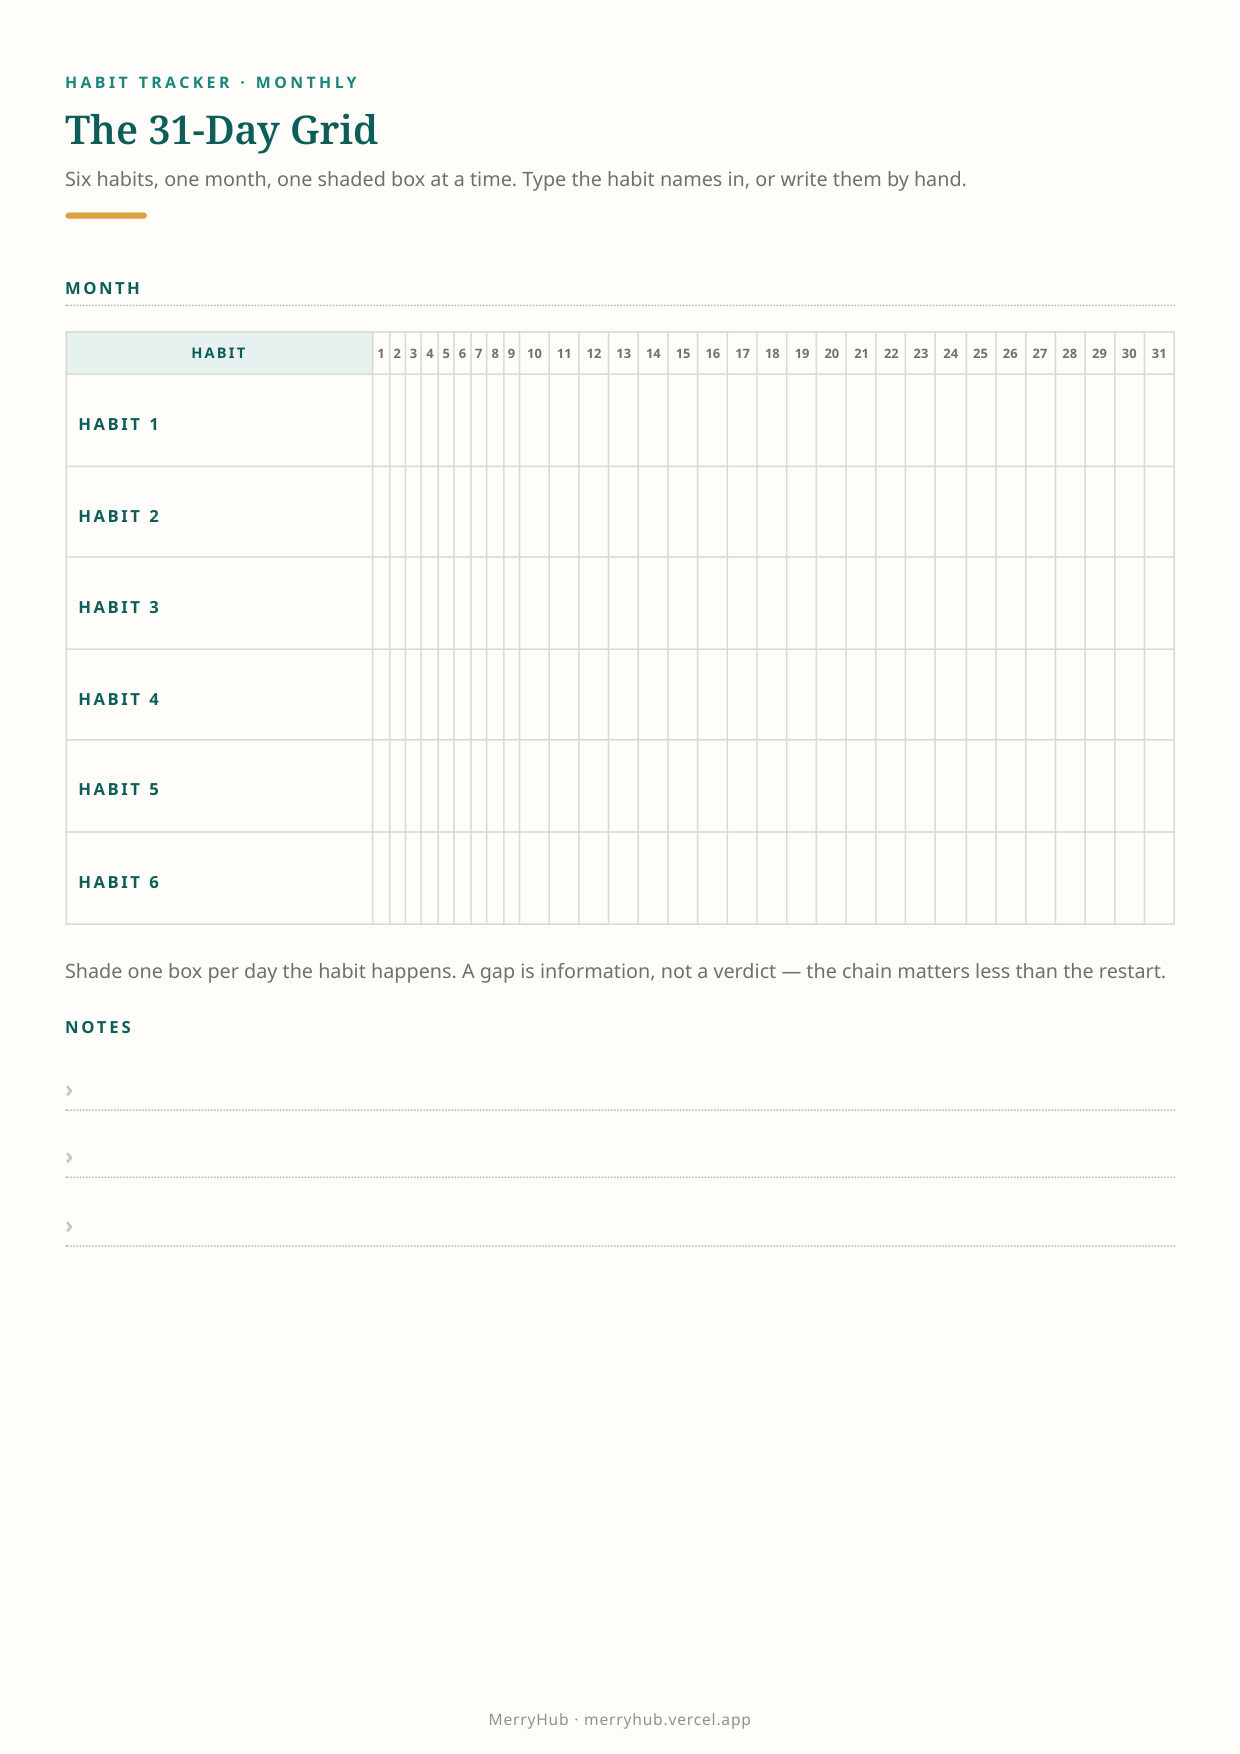 HABIT TRACKER · MONTHLY
The 31-Day Grid
Six habits, one month, one shaded box at a time. Type the habit names in, or write them by hand.
MONTH
HABIT 1 2 3 4 5 6 7 8 9 10 11 12 13 14 15 16 17 18 19 20 21 22 23 24 25 26 27 28 29 30 31
HABIT 1
HABIT 2
HABIT 3
HABIT 4
HABIT 5
HABIT 6
Shade one box per day the habit happens. A gap is information, not a verdict — the chain matters less than the restart.
NOTES
›
›
›
MerryHub · merryhub.vercel.app